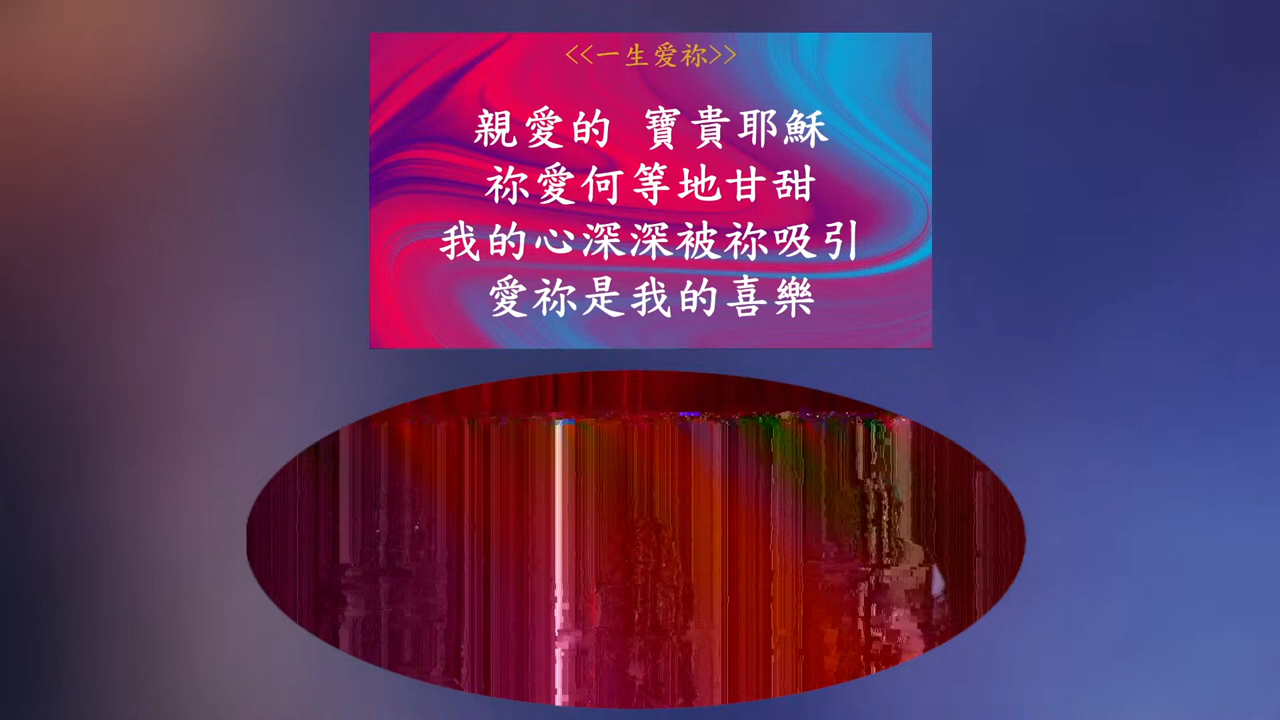 <<一生爱祢>>
親愛的 寶貴耶穌
祢愛何等地甘甜
我的心深深被祢吸引
愛祢是我的喜樂